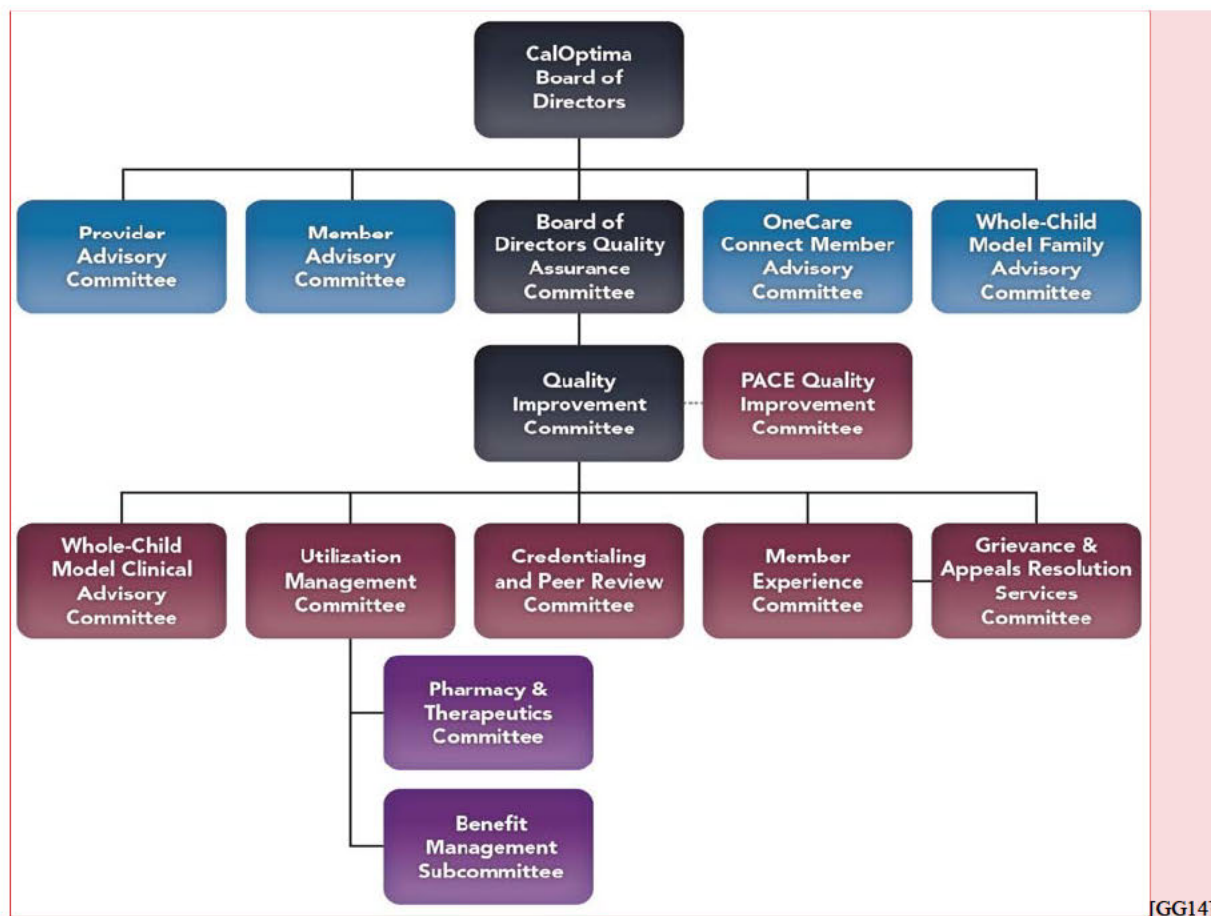 CalOptima
Board of
Directors
Provider
Advisory
Committee
Member
Advisory
Committee
Board of
Directors Quality
Assurance
Committee
OneCare
Connect Member
Advisory
Committee
Whole-Child
Model Family
Advisory
Committee
Quality
Improvement
Committee
PACE Quality
Improvement
Committee
Whole-Child
Model Clinical
Advisory
Committee
Utilization
Management
Committee
Credentialing
and Peer Review
Committee
Member
Experience
Committee
Grievance &
Appeals Resolution
Services
Committee
Pharmacy &
Therapeutics
Committee
Benefit
Management
Subcommittee
[GG14]